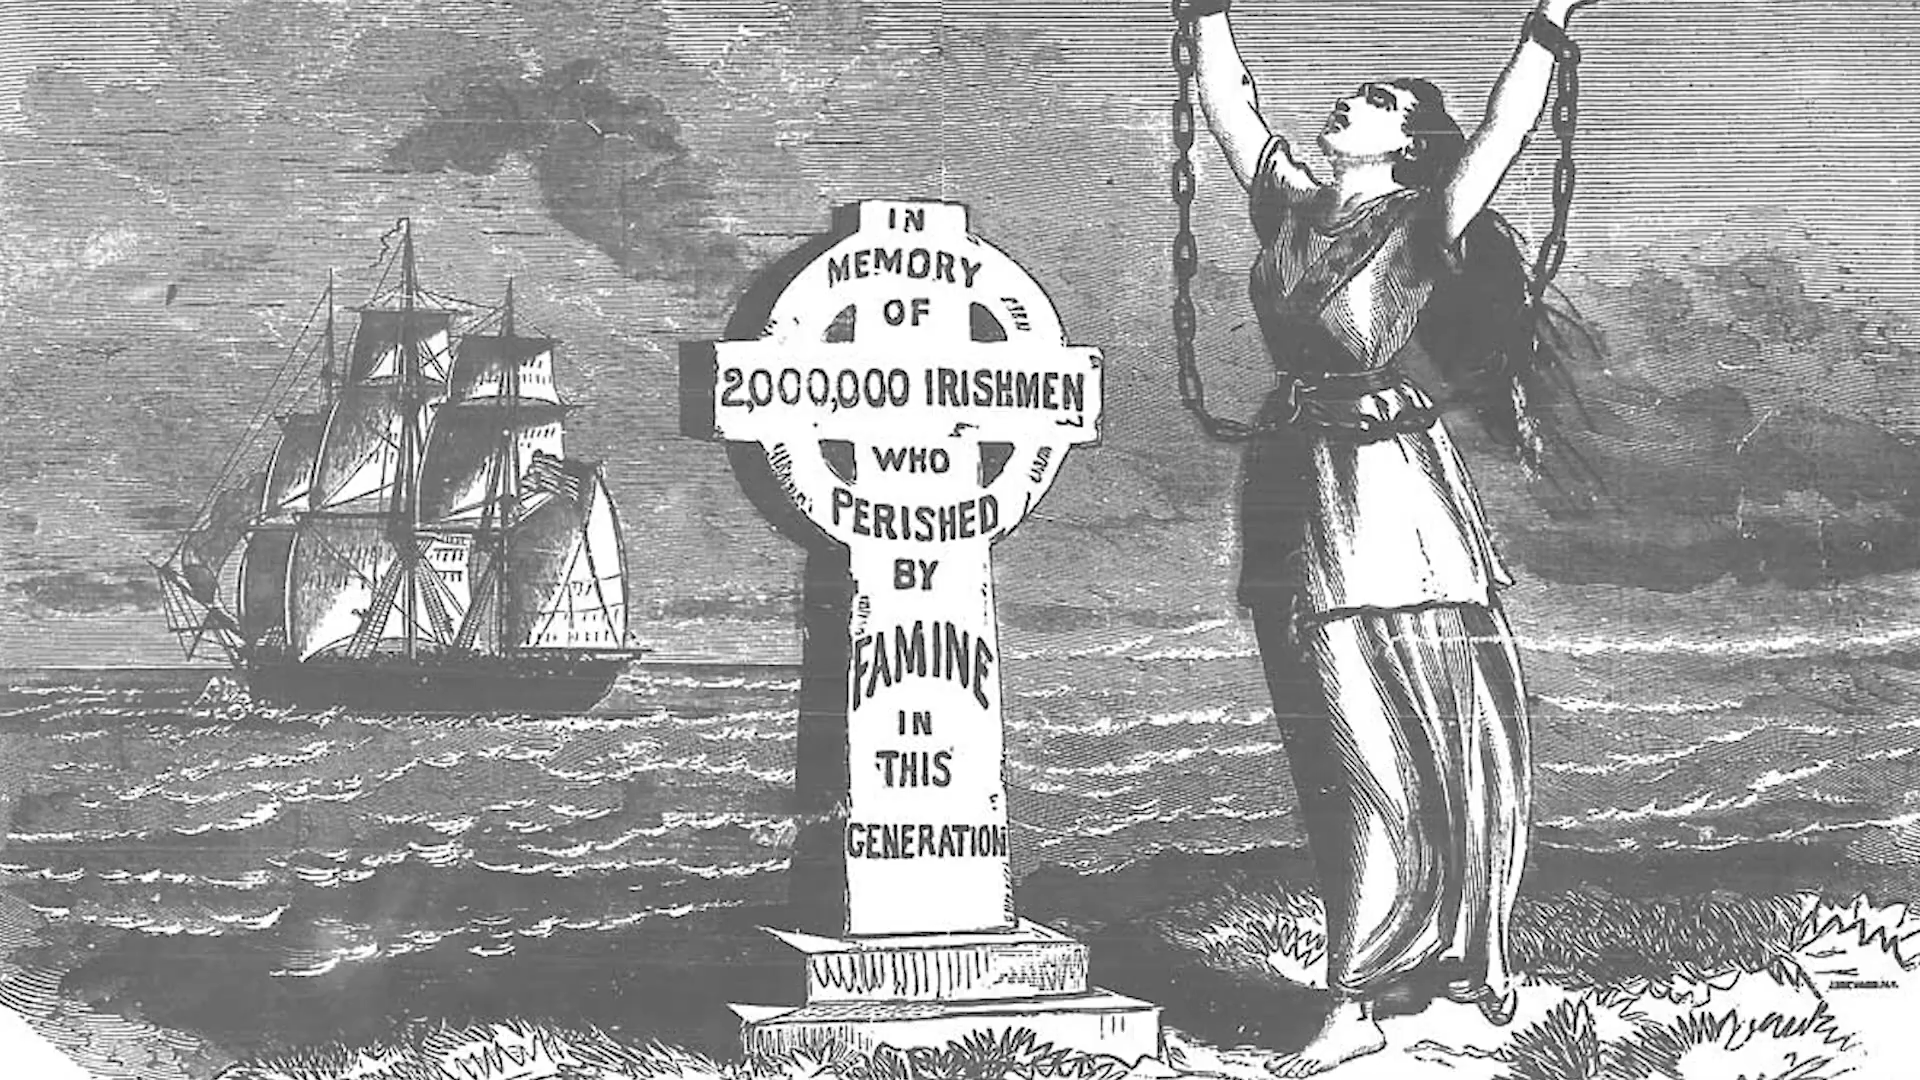 IN
MEMORY
OF
2,000,000 IRISHMEN
WHO
PERISHED
BY
FAMINE
IN
THIS
GENERATION